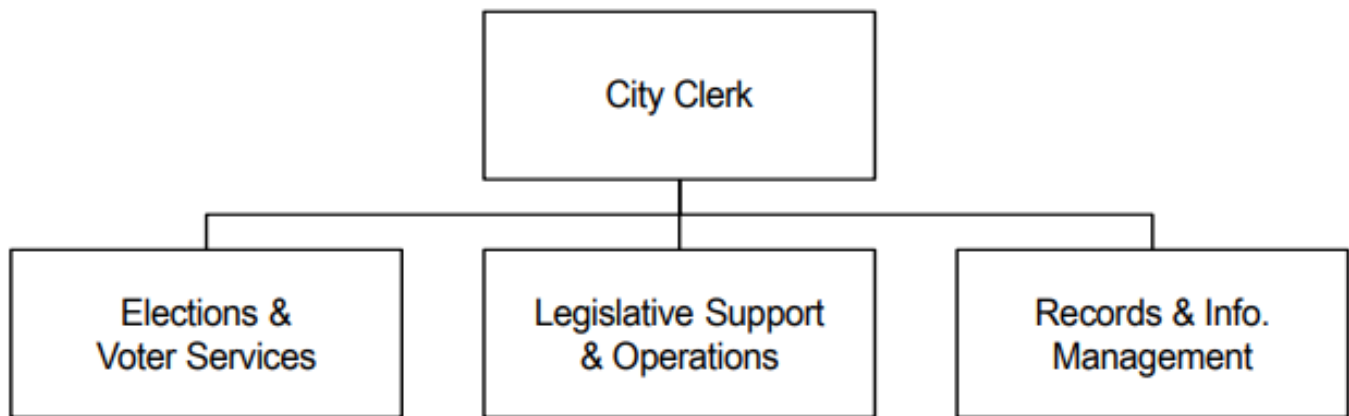 City Clerk
Elections &
Voter Services
Legislative Support
& Operations
Records & Info.
Management